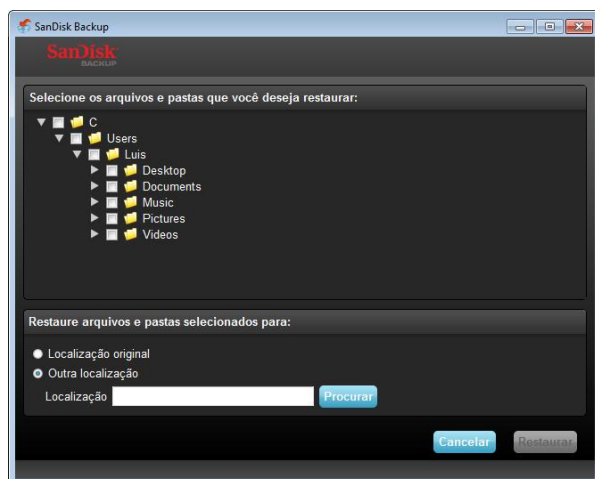 SanDisk Backup
SanDisk
BACKUP
Selecione os arquivos e pastas que você deseja restaurar:
C
Users
Luis
Desktop
Documents
Music
Pictures
Videos
Restaure arquivos e pastas selecionados para:
Localização original
Outra localização
Localização Procurar
Cancelar Restaurar